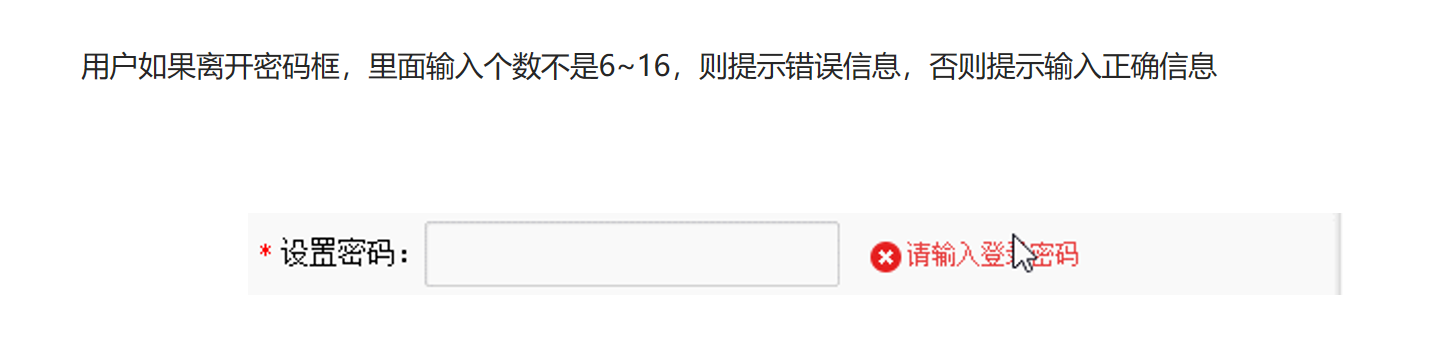 用户如果离开密码框，里面输入个数不是6~16，则提示错误信息，否则提示输入正确信息
* 设置密码： 请输入登录密码